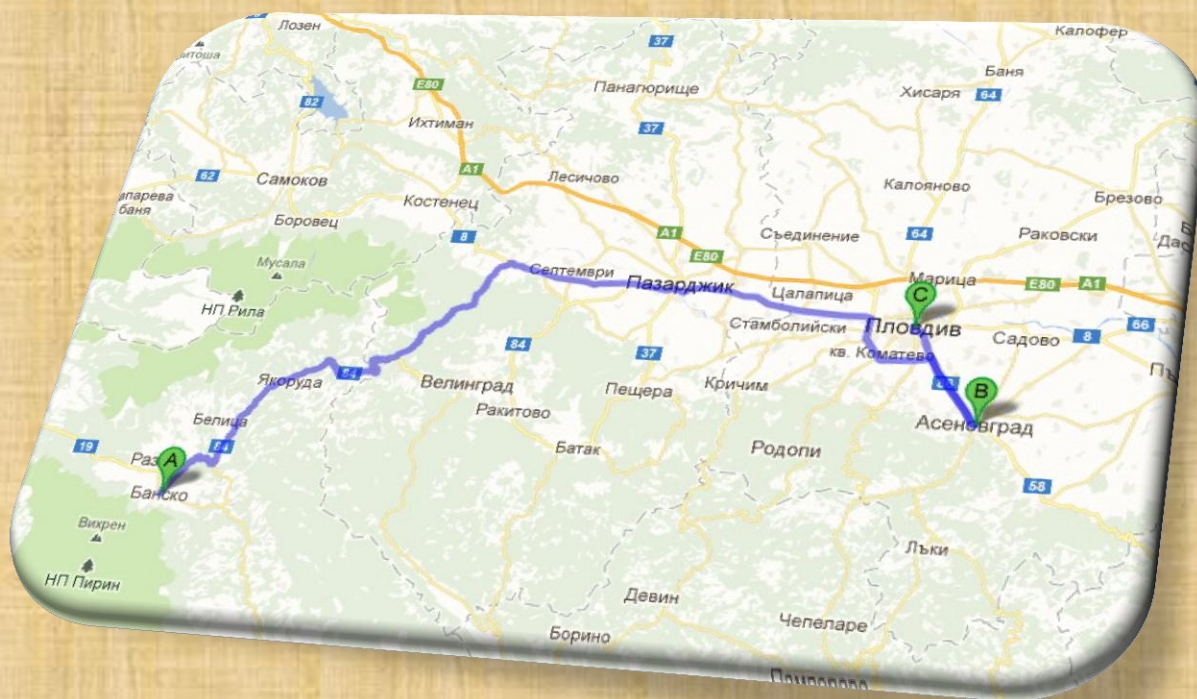 Лозен
Калофер
37
Баня
E80
Панагюрище
Хисаря
64
82
Ихтиман
37
A1
Лесичово
62
Самоков
Калояново
Брезово
баня
Костенец
Боровец
8
A1
Съединение
64
Раковски
Мусала
E80
Септември
Пазарджик
Марица
E80
A1
НП Рила
Цалапица
C
Стамболийски
Пловдив
66
Садово
8
84
кв. Коматево
37
Якоруда
84
Велинград
Пещера
Кричим
B
Ракитово
Белица
Асеновград
19
84
Батак
Родопи
A
Банско
58
Вихрен
Лъки
НП Пирин
Девин
Чепеларе
Борино